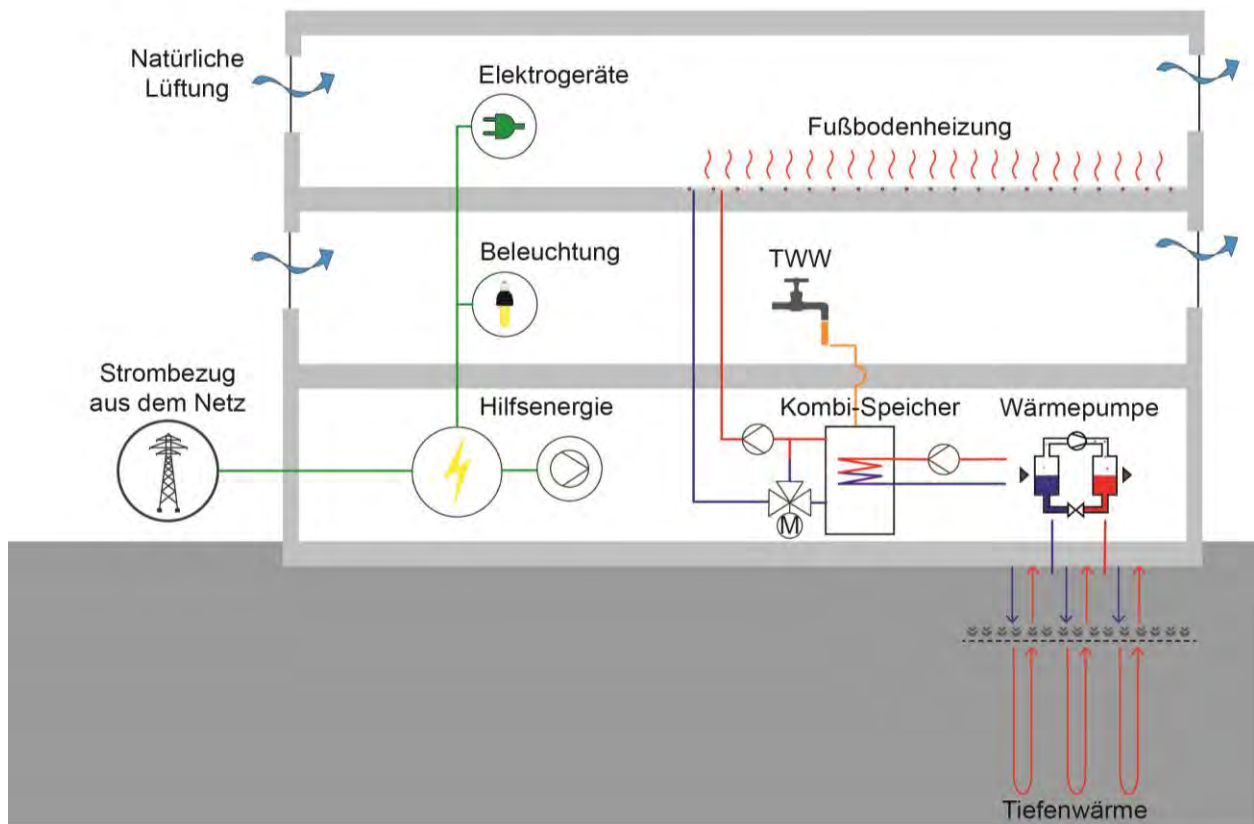 Natürliche
Lüftung
Elektrogeräte
Fußbodenheizung
Beleuchtung
TWW
Strombezug
aus dem Netz
Hilfsenergie
Kombi-Speicher
Wärmepumpe
M
Tiefenwärme